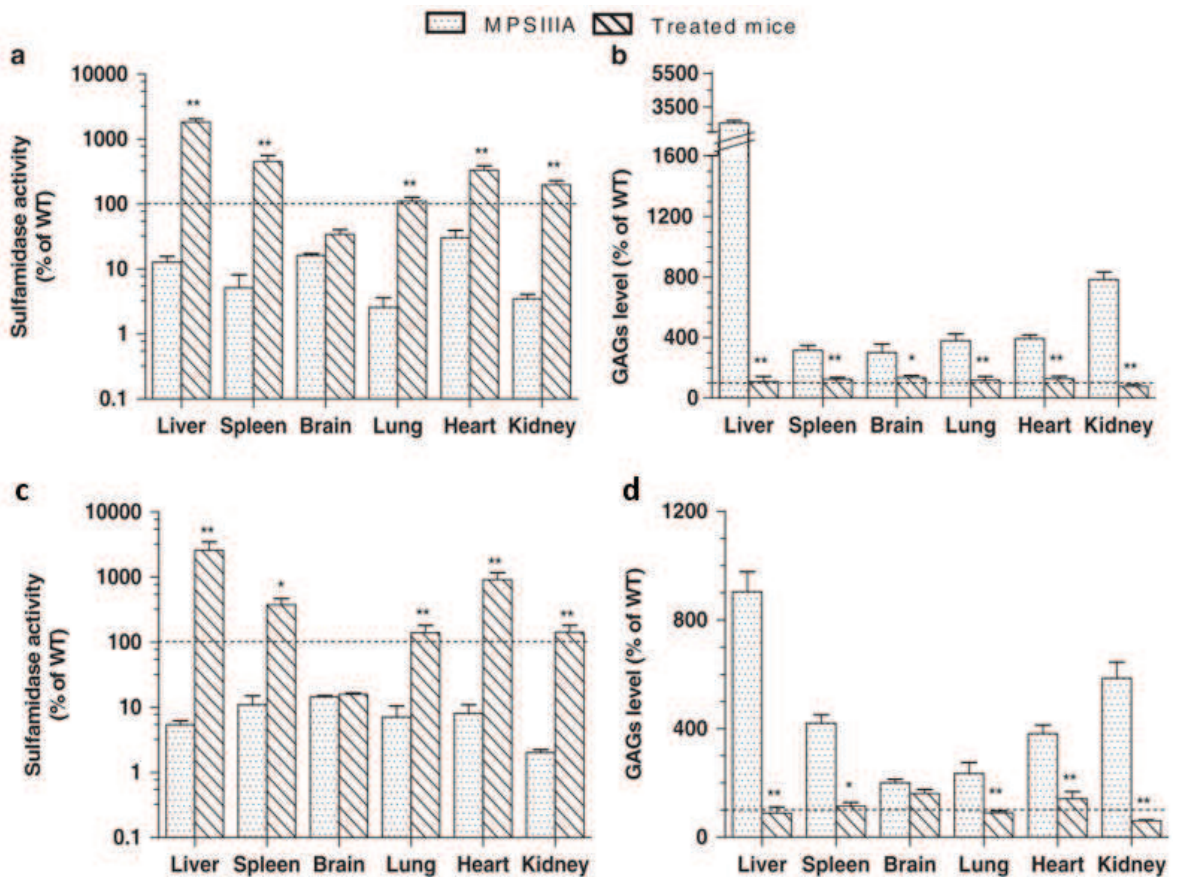 MPSIIIA Treated mice
a
Sulfamidase activity
(% of WT)
10000
1000
100
10
1
0.1
** ** ** ** **
Liver Spleen Brain Lung Heart Kidney
b
GAGs level (% of WT)
5500
3500
1600
1200
800
400
0
** ** * ** ** **
Liver Spleen Brain Lung Heart Kidney
c
Sulfamidase activity
(% of WT)
10000
1000
100
10
1
0.1
** * ** ** **
Liver Spleen Brain Lung Heart Kidney
d
GAGs level (% of WT)
1200
800
400
0
** * ** ** **
Liver Spleen Brain Lung Heart Kidney